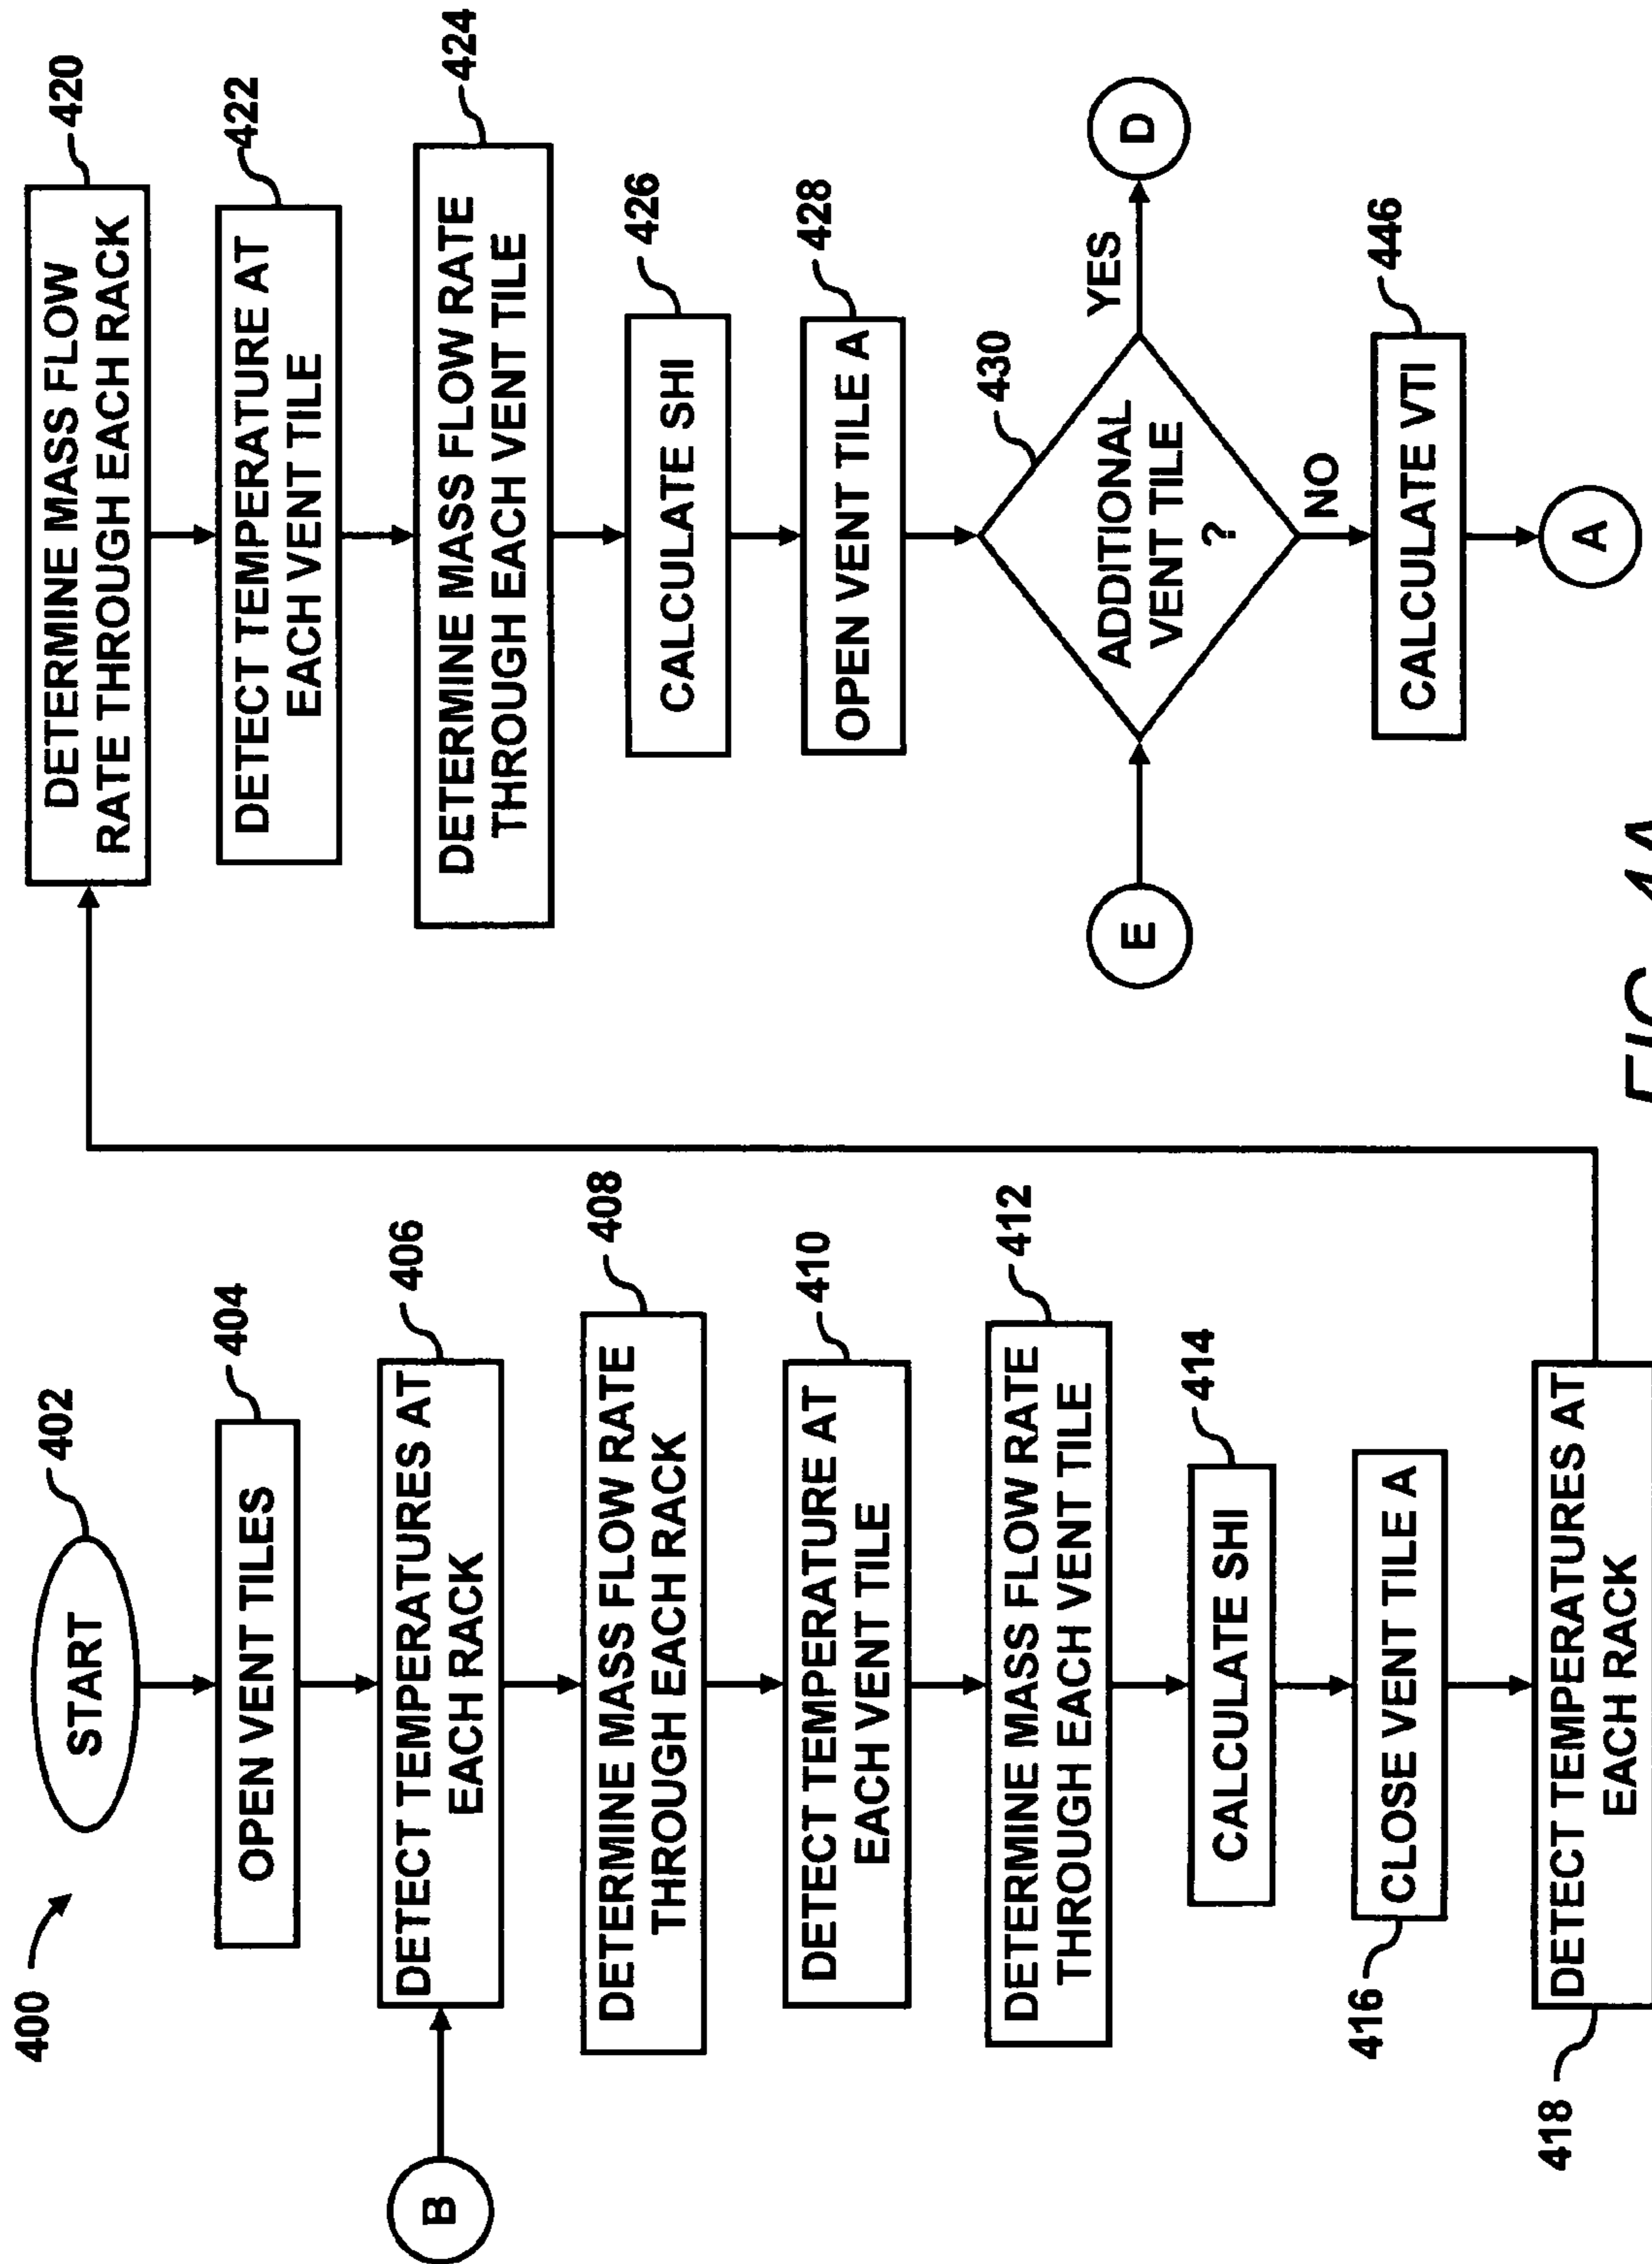 400
START
402
OPEN VENT TILES
404
B
DETECT TEMPERATURES AT
EACH RACK
406
DETERMINE MASS FLOW RATE
THROUGH EACH RACK
408
DETECT TEMPERATURE AT
EACH VENT TILE
410
DETERMINE MASS FLOW RATE
THROUGH EACH VENT TILE
412
CALCULATE SHI
414
416
CLOSE VENT TILE A
418
DETECT TEMPERATURES AT
EACH RACK
DETERMINE MASS FLOW
RATE THROUGH EACH RACK
420
DETECT TEMPERATURE AT
EACH VENT TILE
422
DETERMINE MASS FLOW RATE
THROUGH EACH VENT TILE
424
CALCULATE SHI
426
OPEN VENT TILE A
428
430
E
ADDITIONAL
VENT TILE
?
YES
D
NO
CALCULATE VTI
446
A
FIG. 4A